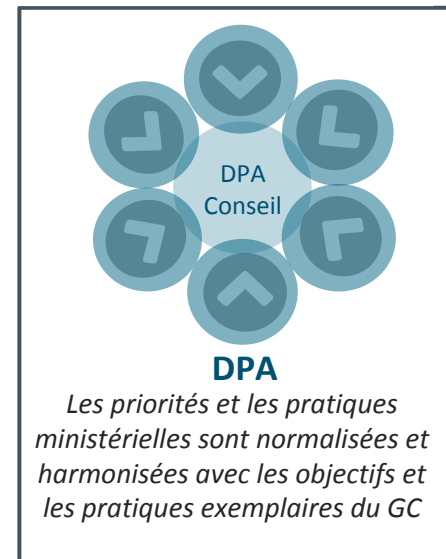 DPA
Conseil
DPA
Les priorités et les pratiques
ministérielles sont normalisées et
harmonisées avec les objectifs et
les pratiques exemplaires du GC